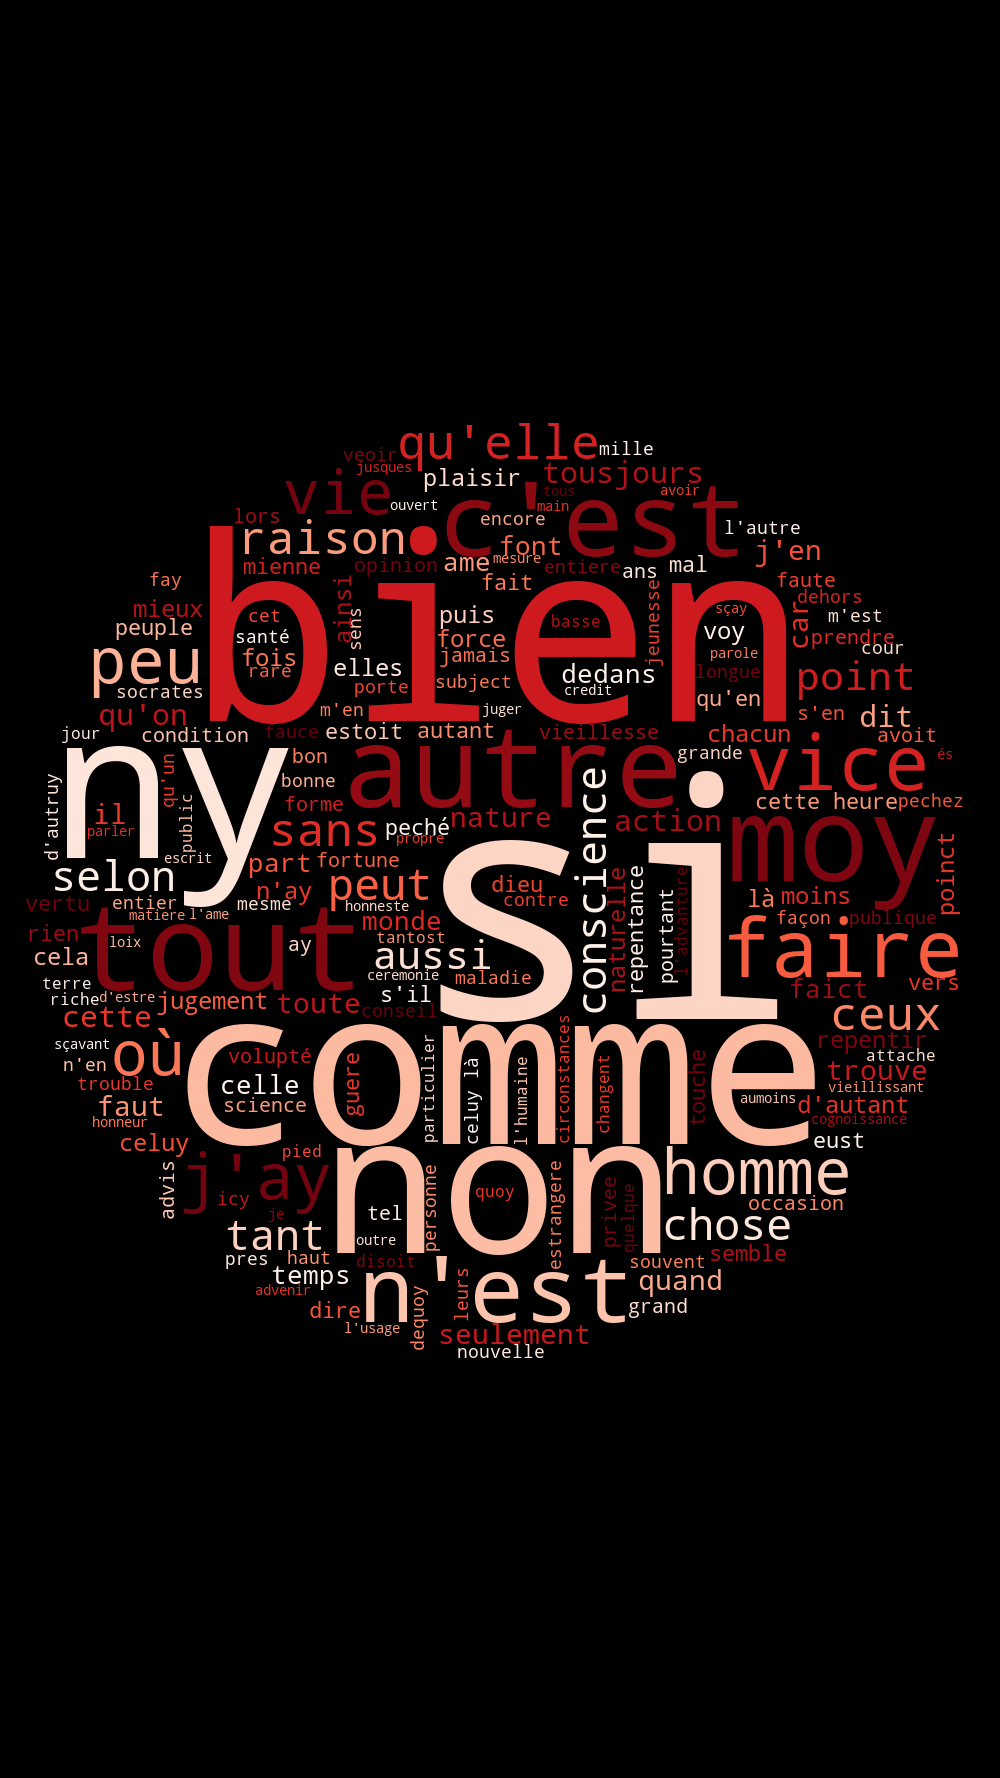 qu'elle
mille
veoir
jusques
plaisir
tousjours
vie
c'est
tous
avoir
ouvert
main
lors
encore
l'autre
raison
bien
font
j'en
mienne
opinion
ame
mesure
entiere
ans
mal
fay
ainsi
fait
jeunesse
faute
dehors
mieux
cet
sens
puis
basse
sçay
car
m'est
peuple
santé
force
voy
prendre
cour
peu
fois
rare
elles
jamais
dedans
parole
longue
point
socrates
porte
subject
credit
qu'en
qu'on
m'en
juger
s'en
dit
jour
condition
fauce
estoit
autant
vieillesse
chacun
avoit
ny
bon
autre
grande
vice
és
d'autruy
qu'un
bonne
conscience
cette heure
pechez
il
parler
public
forme
sans
peché
propre
nature
si
action
moy
poinct
selon
escrit
part
fortune
n'ay
peut
dieu
contre
naturelle
repentance
pourtant
l'advanture
là
moins
vertu
entier
matiere
l'ame
mesme
honneste
monde
façon
publique
rien
loix
tout
ay
tantost
aussi
faire
cela
ceremonie
maladie
terre
riche
d'estre
jugement
toute
s'il
conseil
faict
vers
cette
ceux
sçavant
où
comme
repentir
n'en
volupté
guerre
particulier
celuy là
l'humaine
circonstances
changent
touche
attache
trouve
trouble
celle
vieillissant
faut
science
aumoins
d'autant
honneur
cognoissance
celuy
eust
advis
pied
j'ay
non
homme
icy
quoy
personne
estrangere
privee
quelque
occasion
je
tel
chose
tant
outre
pres
haut
disoit
n'est
souvent
semble
temps
quand
advenir
leurs
dire
dequoy
grand
l'usage
seulement
nouvelle